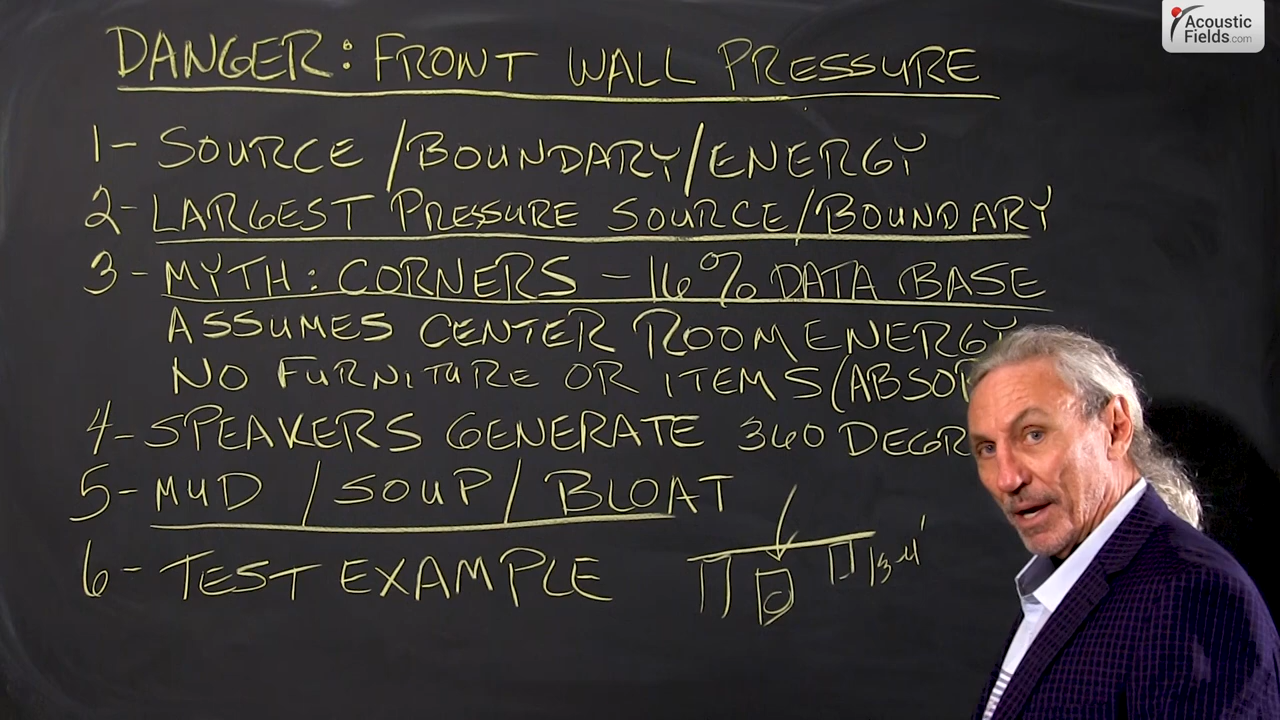 Acoustic
Fields.com
DANGER: FRONT WALL PRESSURE
1- SOURCE/BOUNDARY/ENERGY
2- LARGEST PRESSURE SOURCE/BOUNDARY
3- MYTH: CORNERS - 16% DATA BASE
ASSUMES CENTER ROOM ENERGY
NO FURNITURE OR ITEMS (ABSOR
4- SPEAKERS GENERATE 360 DEGR
5- MUD / SOUP / BLOAT
6- TEST EXAMPLE
3-4'